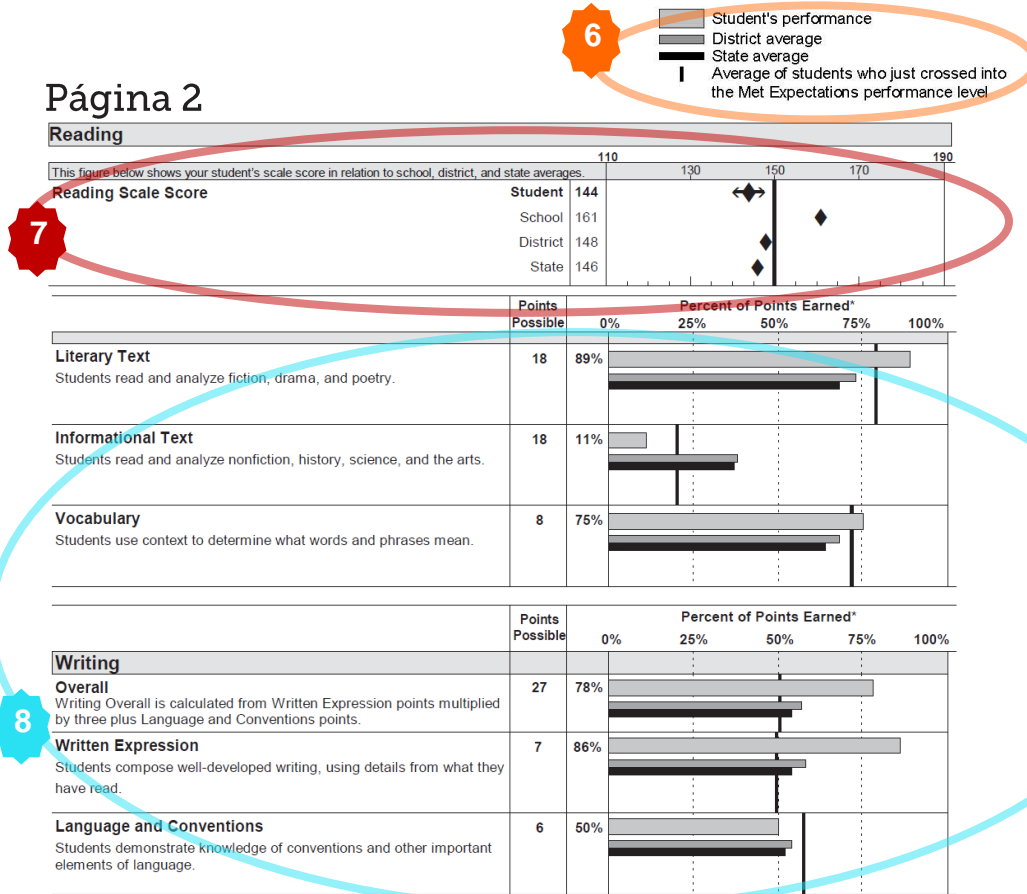 6
Student's performance
District average
State average
Average of students who just crossed into
the Met Expectations performance level
Página 2
Reading
110 190
This figure below shows your student's scale score in relation to school, district, and state averages. 130 150 170
Reading Scale Score Student 144
7
School 161
District 148
State 146
Points Percent of Points Earned*
Possible 0% 25% 50% 75% 100%
Literary Text 18 89%
Students read and analyze fiction, drama, and poetry.
Informational Text 18 11%
Students read and analyze nonfiction, history, science, and the arts.
Vocabulary 8 75%
Students use context to determine what words and phrases mean.
Points Percent of Points Earned*
Possible 0% 25% 50% 75% 100%
Writing
Overall 27 78%
Writing Overall is calculated from Written Expression points multiplied
by three plus Language and Conventions points.
8
Written Expression 7 86%
Students compose well-developed writing, using details from what they
have read.
Language and Conventions 6 50%
Students demonstrate knowledge of conventions and other important
elements of language.